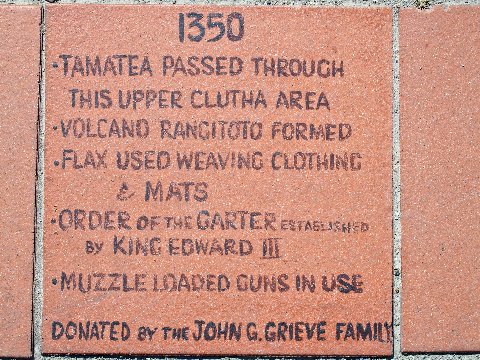 1350
·TAMATEA PASSED THROUGH
THIS UPPER CLUTHA AREA
·VOLCANO RANGITOTO FORMED
·FLAX USED WEAVING CLOTHING
& MATS
·ORDER OF THE GARTER ESTABLISHED
BY KING EDWARD III
·MUZZLE LOADED GUNS IN USE
DONATED BY THE JOHN G. GRIEVE FAMILY